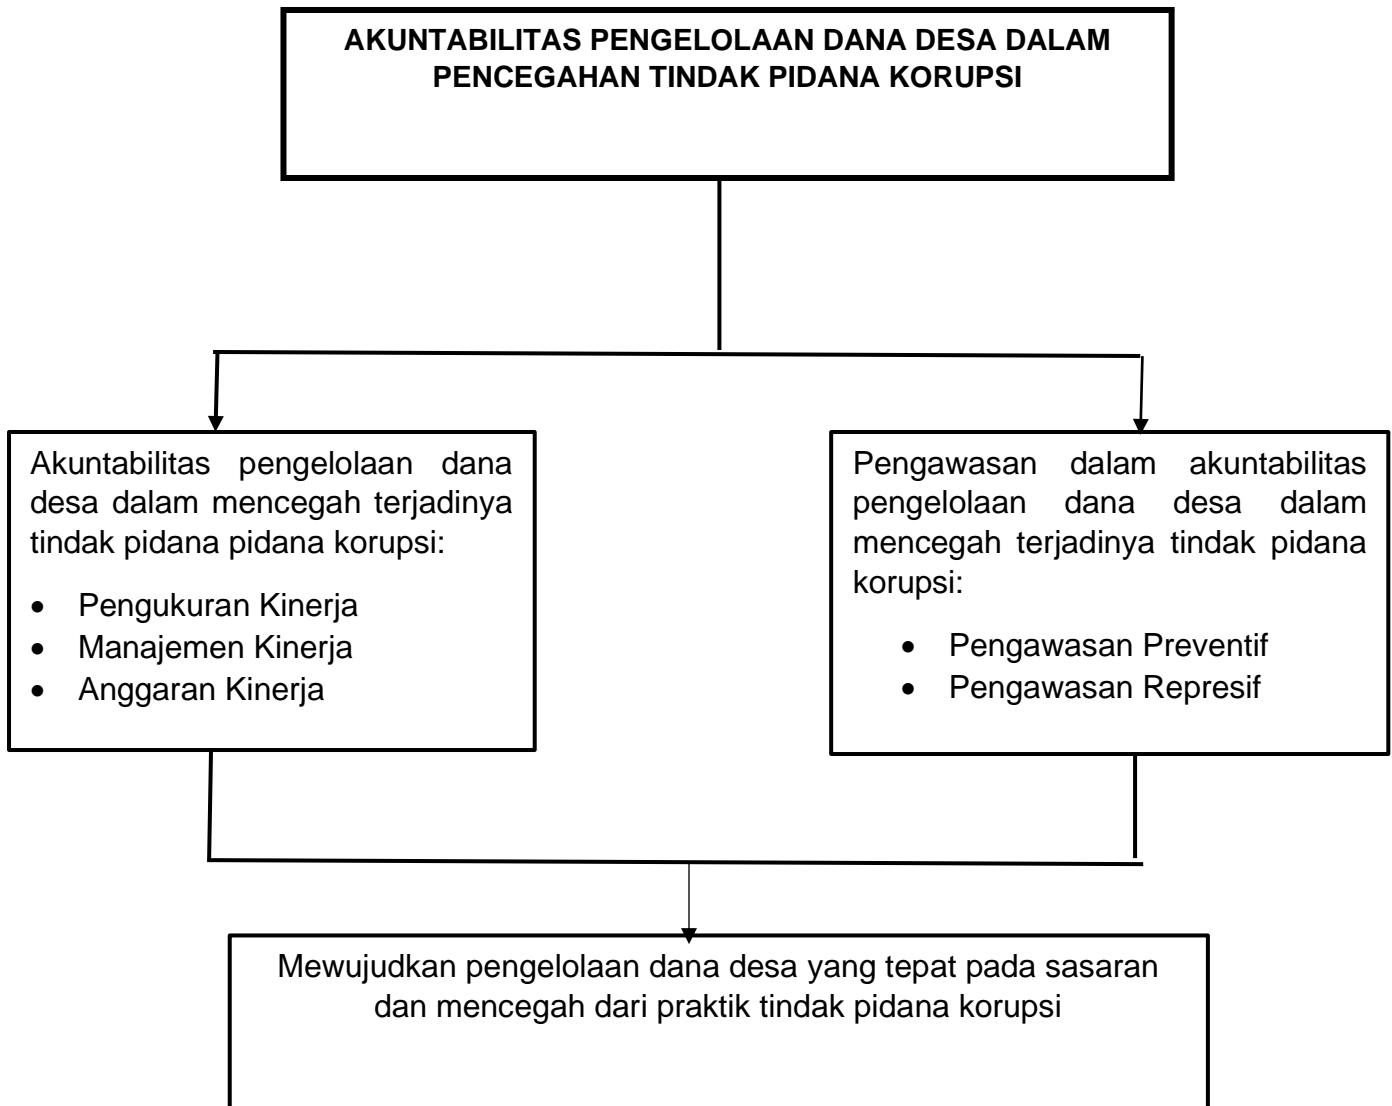 AKUNTABILITAS PENGELOLAAN DANA DESA DALAM
PENCEGAHAN TINDAK PIDANA KORUPSI
Akuntabilitas pengelolaan dana
desa dalam mencegah terjadinya
tindak pidana pidana korupsi:
• Pengukuran Kinerja
• Manajemen Kinerja
• Anggaran Kinerja
Pengawasan dalam akuntabilitas
pengelolaan dana desa dalam
mencegah terjadinya tindak pidana
korupsi:
• Pengawasan Preventif
• Pengawasan Represif
Mewujudkan pengelolaan dana desa yang tepat pada sasaran
dan mencegah dari praktik tindak pidana korupsi